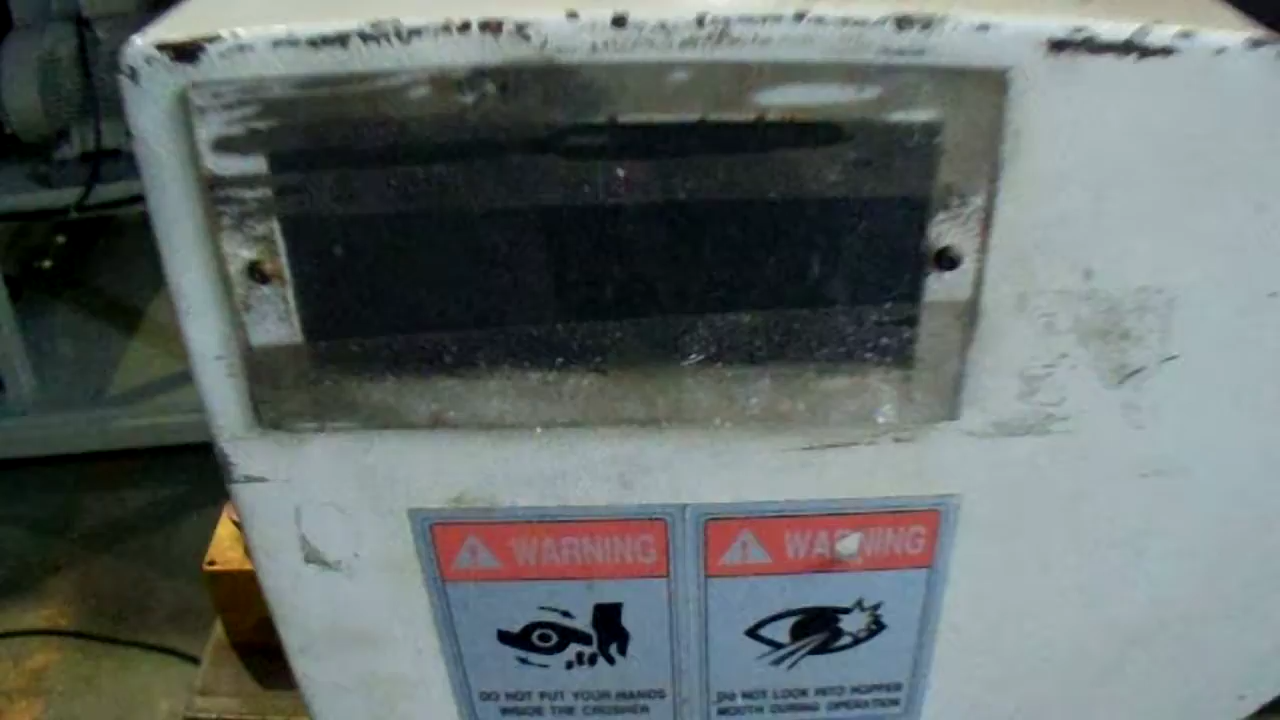 WARNING
DO NOT PUT YOUR HANDS
INSIDE THE CRUSHER
WARNING
DO NOT LOOK INTO HOPPER
MOUTH DURING OPERATION